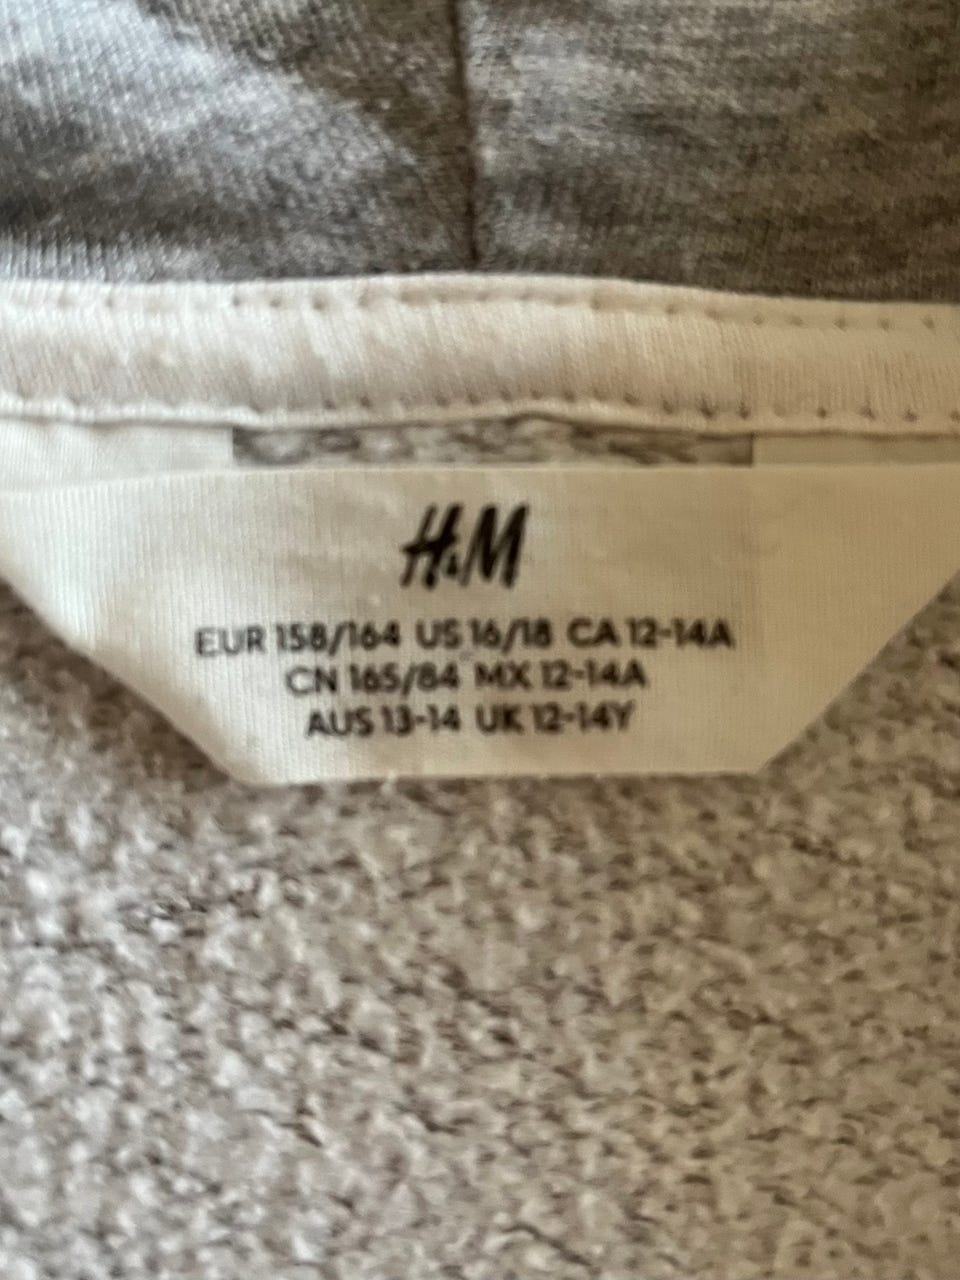 H&M
EUR 158/164 US 16/18 CA 12-14A
CN 165/84 MX 12-14A
AUS 13-14 UK 12-14Y